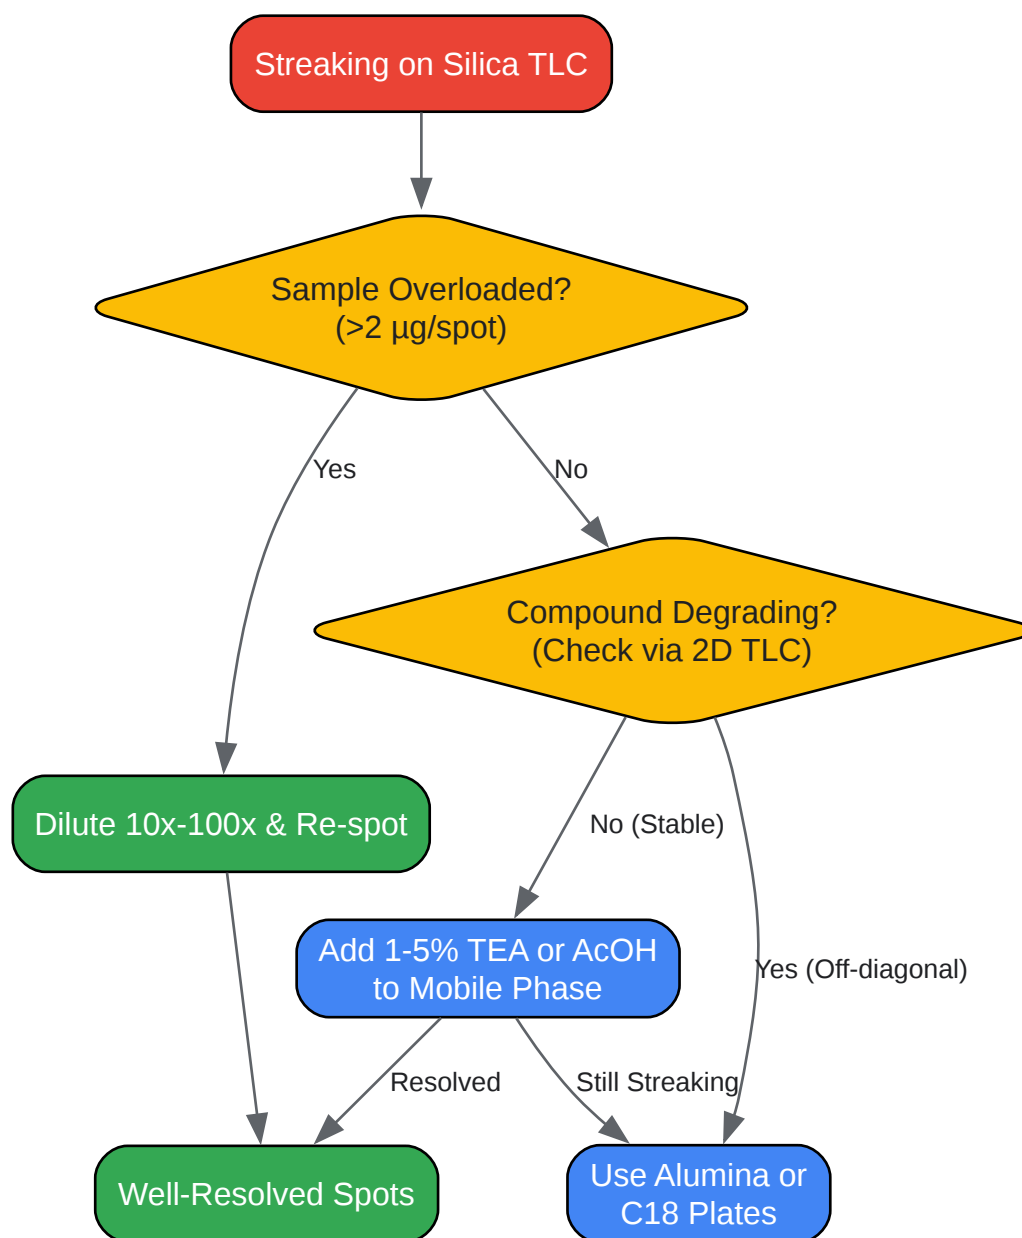 Streaking on Silica TLC
Sample Overloaded?
(>2 µg/spot)
Yes
No
Compound Degrading?
(Check via 2D TLC)
Dilute 10x-100x & Re-spot
No (Stable)
Add 1-5% TEA or AcOH
to Mobile Phase
Yes (Off-diagonal)
Resolved
Still Streaking
Well-Resolved Spots
Use Alumina or
C18 Plates